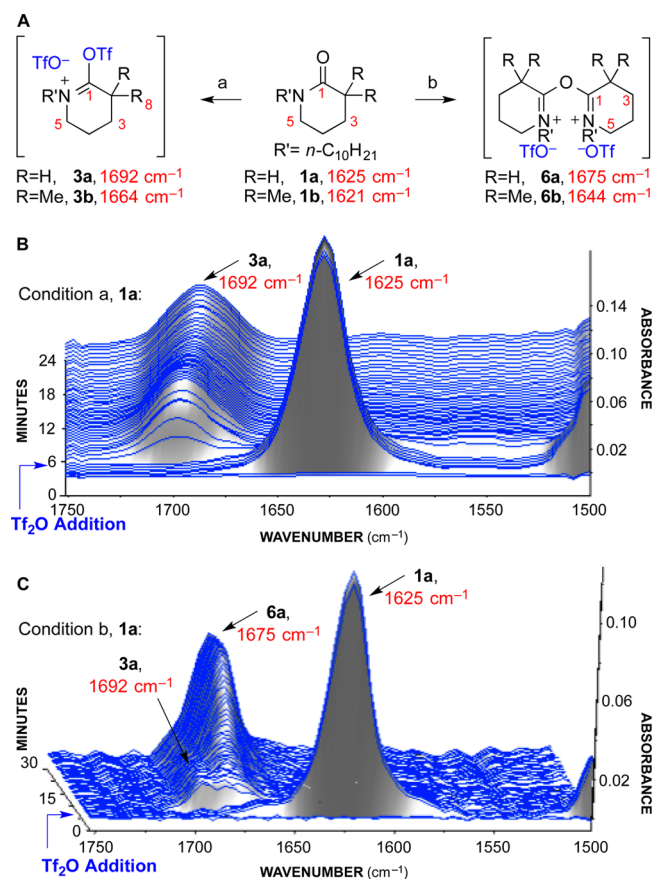 A
TfO⁻ OTf
R'
N
+
1
R
R
8
5
3
a
O
R'
N
1
R
R
5
3
R'= n-C₁₀H₂₁
b
R R O R R
1
3
N + + N
5
R' R'
TfO⁻ ⁻OTf
R=H, 3a, 1692 cm⁻¹
R=Me, 3b, 1664 cm⁻¹
R=H, 1a, 1625 cm⁻¹
R=Me, 1b, 1621 cm⁻¹
R=H, 6a, 1675 cm⁻¹
R=Me, 6b, 1644 cm⁻¹
B
Condition a, 1a:
3a,
1692 cm⁻¹
1a,
1625 cm⁻¹
MINUTES
24
18
12
6
0
Tf₂O Addition
0.14
0.10
0.06
0.02
ABSORBANCE
1750 1700 1650 1600 1550 1500
WAVENUMBER (cm⁻¹)
C
Condition b, 1a:
3a,
1692 cm⁻¹
6a,
1675 cm⁻¹
1a,
1625 cm⁻¹
MINUTES
30
15
0
Tf₂O Addition
0.10
0.06
0.02
ABSORBANCE
1750 1700 1650 1600 1550 1500
WAVENUMBER (cm⁻¹)